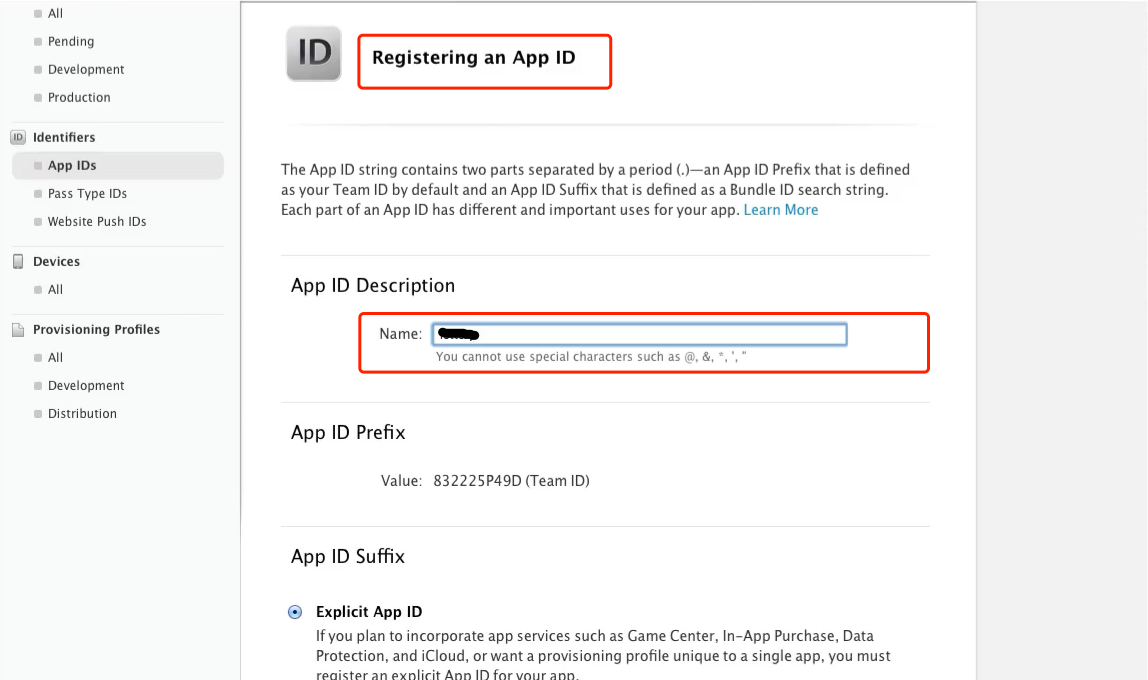 All
Pending
Development
Production
ID Identifiers
App IDs
Pass Type IDs
Website Push IDs
Devices
All
Provisioning Profiles
All
Development
Distribution
ID Registering an App ID
The App ID string contains two parts separated by a period (.)—an App ID Prefix that is defined
as your Team ID by default and an App ID Suffix that is defined as a Bundle ID search string.
Each part of an App ID has different and important uses for your app. Learn More
App ID Description
Name:
You cannot use special characters such as @, &, *, ', "
App ID Prefix
Value: 832225P49D (Team ID)
App ID Suffix
Explicit App ID
If you plan to incorporate app services such as Game Center, In-App Purchase, Data
Protection, and iCloud, or want a provisioning profile unique to a single app, you must
register an explicit App ID for your app.